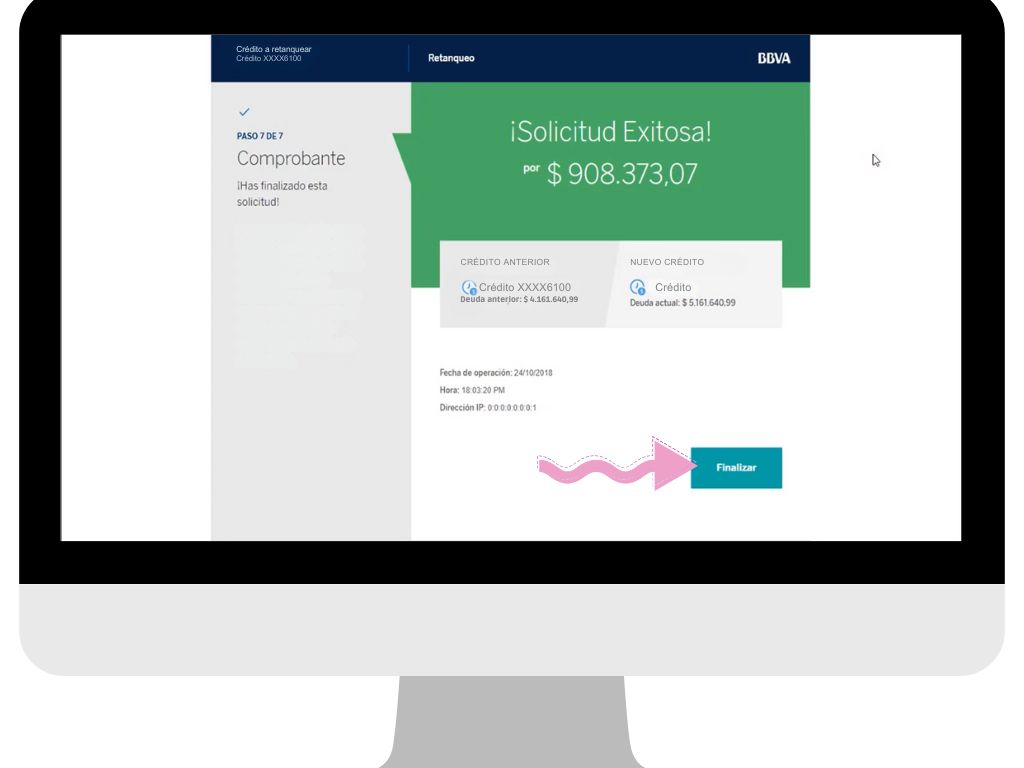 Crédito a retanquear
Crédito XXXX6100
Retanqueo
BBVA
PASO 7 DE 7
Comprobante
¡Has finalizado esta
solicitud!
¡Solicitud Exitosa!
por $ 908.373,07
CRÉDITO ANTERIOR
Crédito XXXX6100
Deuda anterior: $ 4.161.640,99
NUEVO CRÉDITO
Crédito
Deuda actual: $ 5.161.640,99
Fecha de operación: 24/10/2018
Hora: 18:03:20 PM
Dirección IP: 0:0:0:0:0:0:0:1
Finalizar